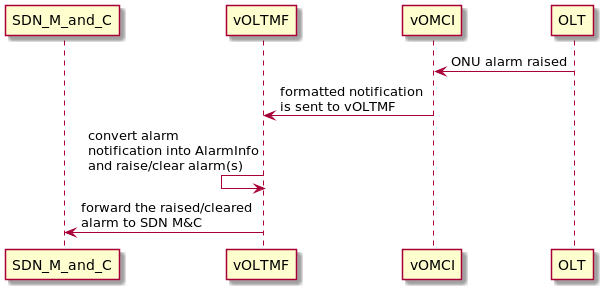 SDN_M_and_C
vOLTMF
vOMCI
OLT
ONU alarm raised
formatted notification
is sent to vOLTMF
convert alarm
notification into AlarmInfo
and raise/clear alarm(s)
forward the raised/cleared
alarm to SDN M&C
SDN_M_and_C
vOLTMF
vOMCI
OLT